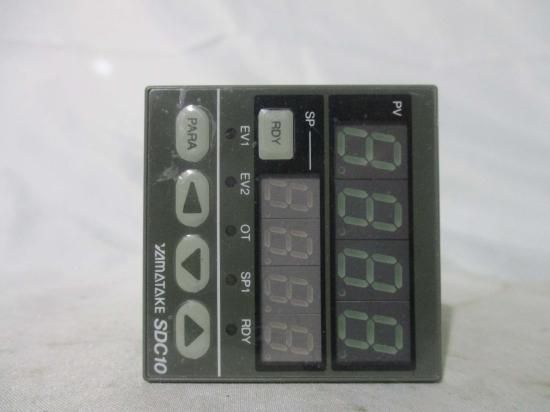 PV
SP
RDY
EV1 EV2 OT SP1 RDY
PARA
YAMATAKE SDC10